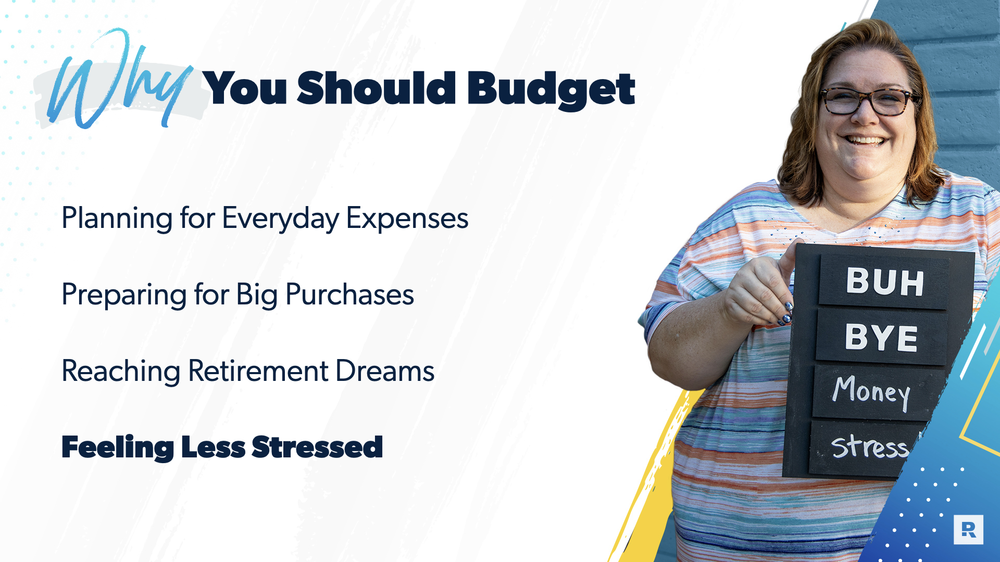 Why You Should Budget
Planning for Everyday Expenses
Preparing for Big Purchases
Reaching Retirement Dreams
Feeling Less Stressed
BUH
BYE
Money
stress
R